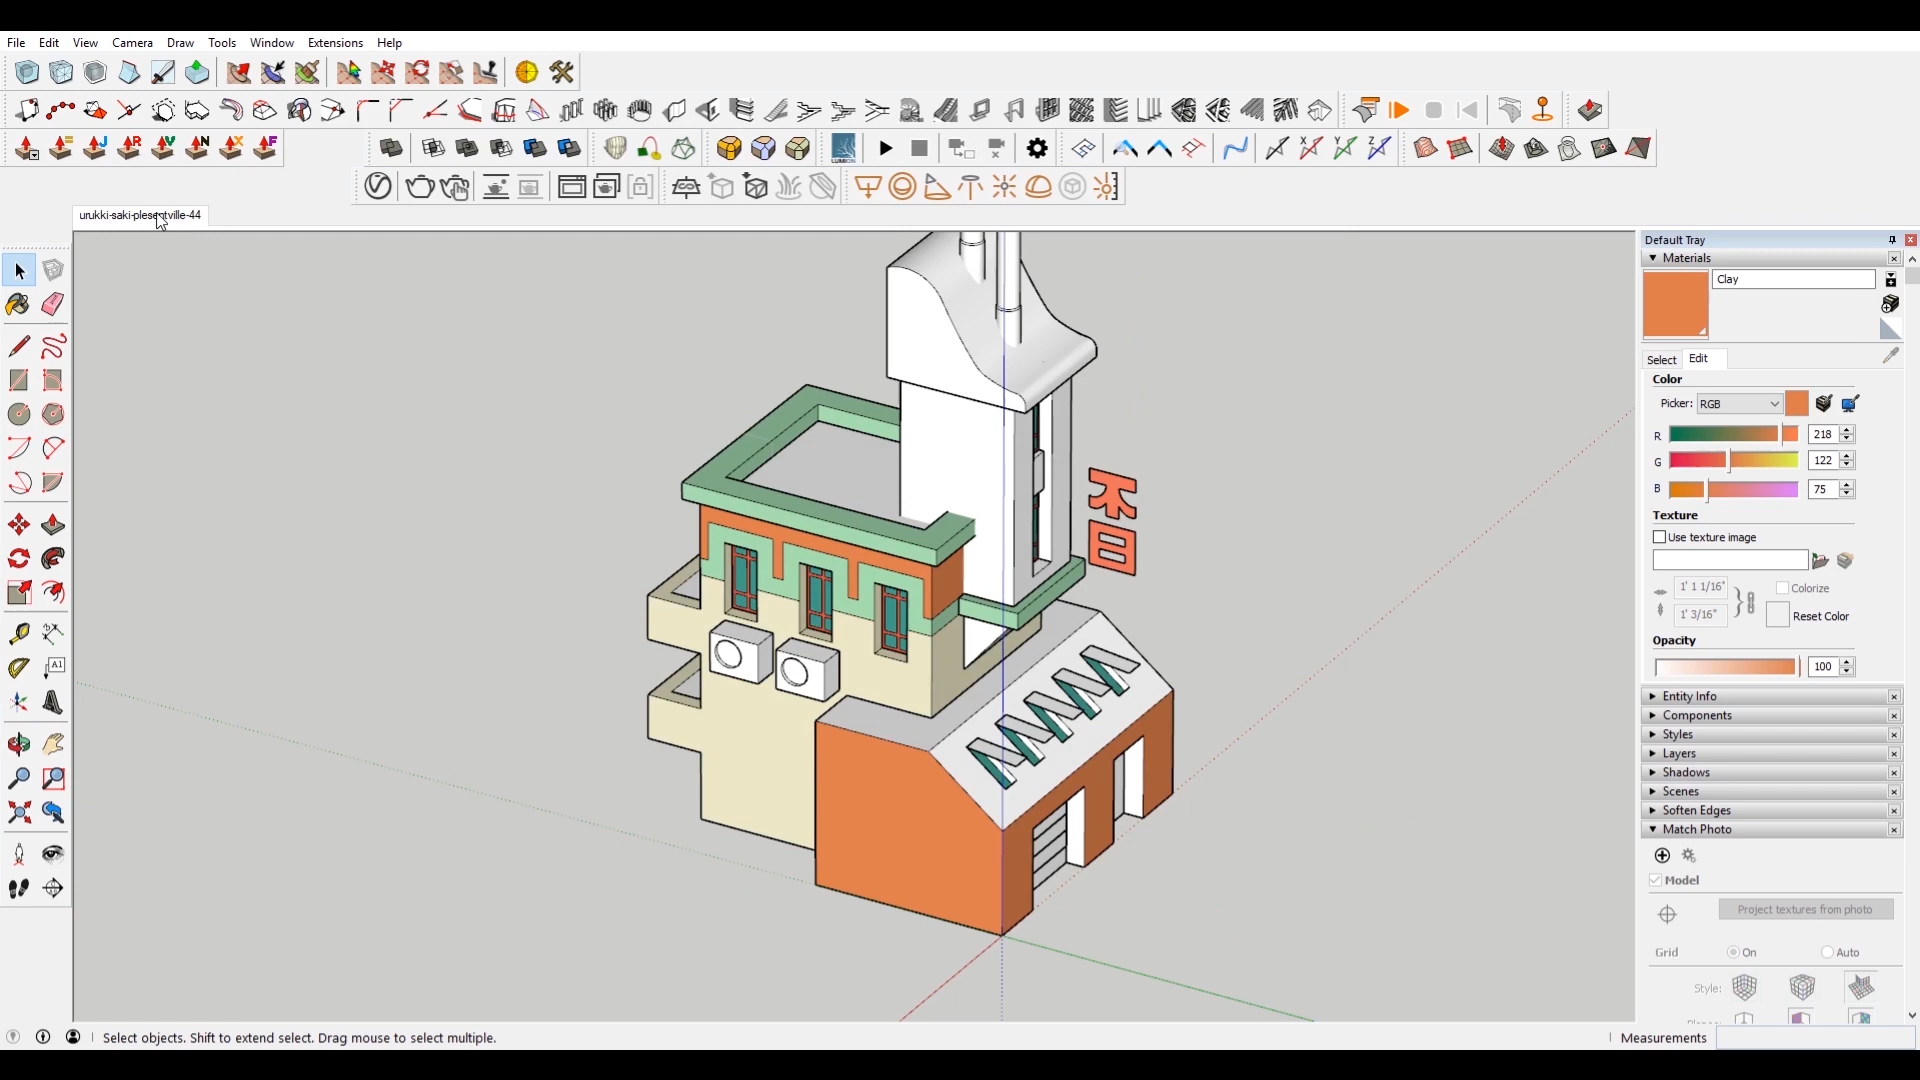 File Edit View Camera Draw Tools Window Extensions Help
J R V N X F
LUMION
X Y Z
urukki-saki-plesentville-44
Default Tray
Materials
Clay
Select Edit
Color
Picker: RGB
R 218
G 122
B 75
Texture
Use texture image
1' 1 1/16" Colorize
1' 3/16" Reset Color
Opacity
100
A1
Entity Info
Components
Styles
Layers
Shadows
Scenes
Soften Edges
Match Photo
Model
Project textures from photo
Grid On Auto
Style:
Select objects. Shift to extend select. Drag mouse to select multiple.
Measurements